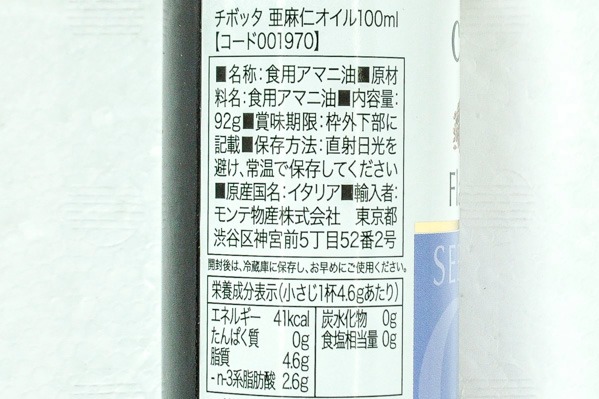 チボッタ 亜麻仁オイル100ml
【コード001970】
■名称:食用アマニ油■原材
料名:食用アマニ油■内容量:
92g■賞味期限:枠外下部に
記載■保存方法:直射日光を
避け、常温で保存してください
■原産国名:イタリア■輸入者:
モンテ物産株式会社　東京都
渋谷区神宮前5丁目52番2号
開封後は、冷蔵庫に保存し、お早めにご使用ください。
栄養成分表示(小さじ1杯4.6gあたり)
エネルギー 41kcal 炭水化物 0g
たんぱく質 0g 食塩相当量 0g
脂質 4.6g
- n-3系脂肪酸 2.6g